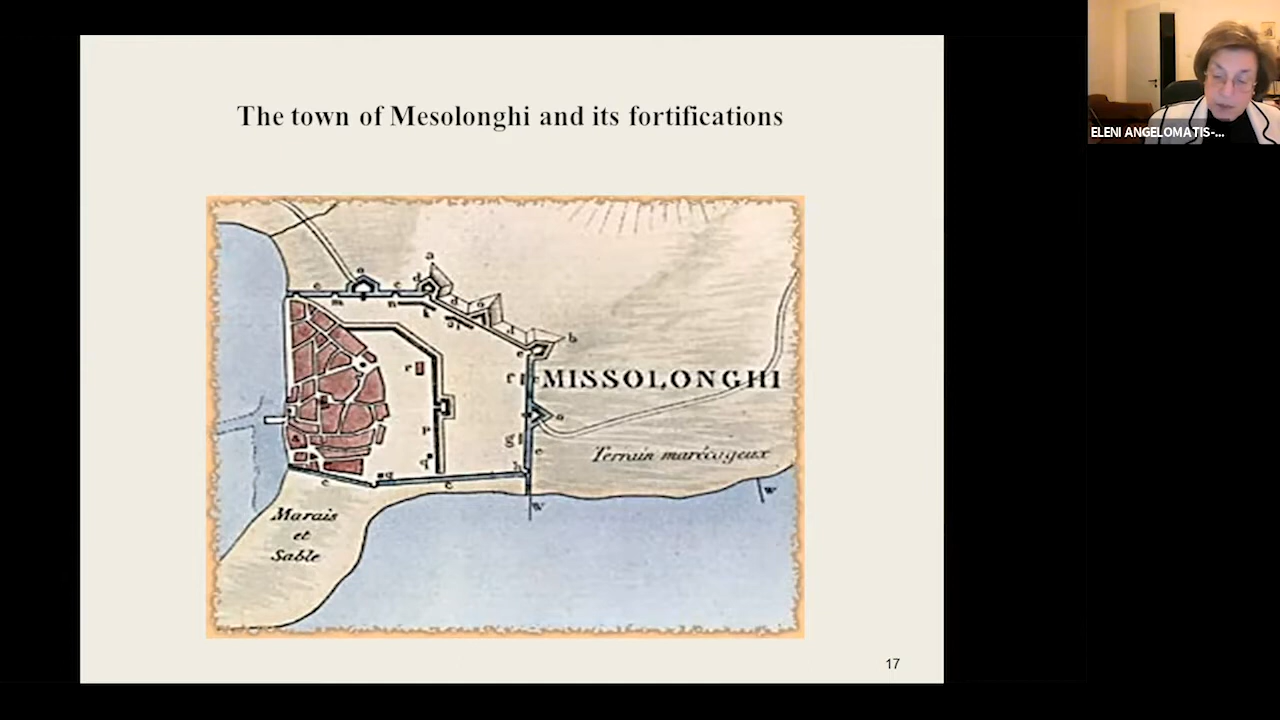 The town of Mesolonghi and its fortifications
ELENI ANGELOMATIS-...
MISSOLONGHI
Terrain marécageux
Marais
et
Sable
17